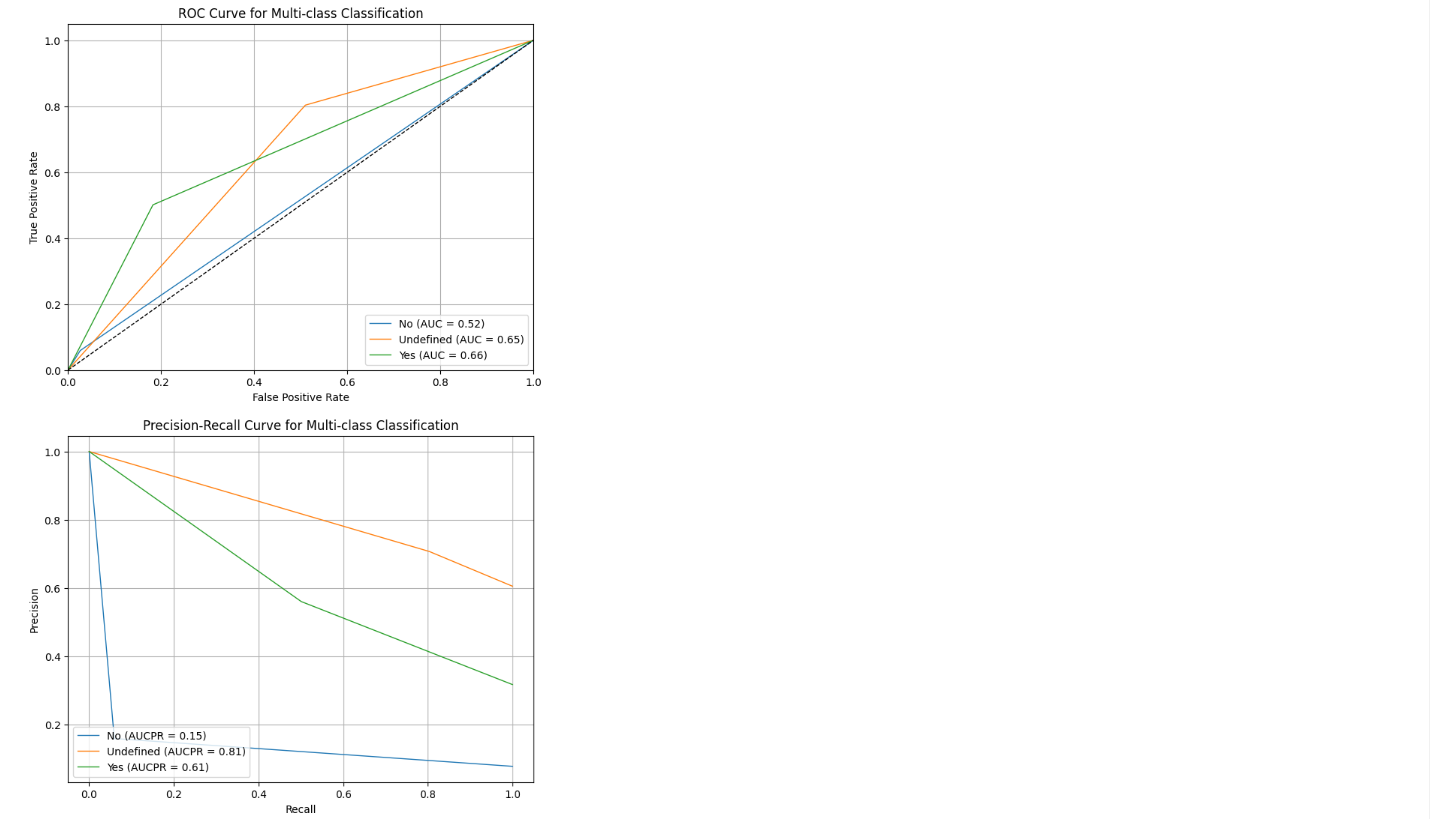 ROC Curve for Multi-class Classification
1.0
0.8
0.6
0.4
0.2
0.0
True Positive Rate
No (AUC = 0.52)
Undefined (AUC = 0.65)
Yes (AUC = 0.66)
0.0 0.2 0.4 0.6 0.8 1.0
False Positive Rate
Precision-Recall Curve for Multi-class Classification
1.0
0.8
0.6
0.4
0.2
Precision
No (AUCPR = 0.15)
Undefined (AUCPR = 0.81)
Yes (AUCPR = 0.61)
0.0 0.2 0.4 0.6 0.8 1.0
Recall